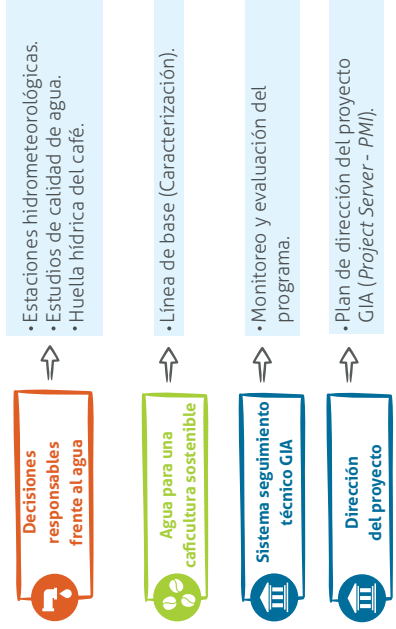 Decisiones
responsables
frente al agua
• Estaciones hidrometeorológicas.
• Estudios de calidad de agua.
• Huella hídrica del café.
Agua para una
caficultura sostenible
• Línea de base (Caracterización).
Sistema seguimiento
técnico GIA
• Monitoreo y evaluación del
programa.
Dirección
del proyecto
• Plan de dirección del proyecto
GIA (Project Server - PMI).